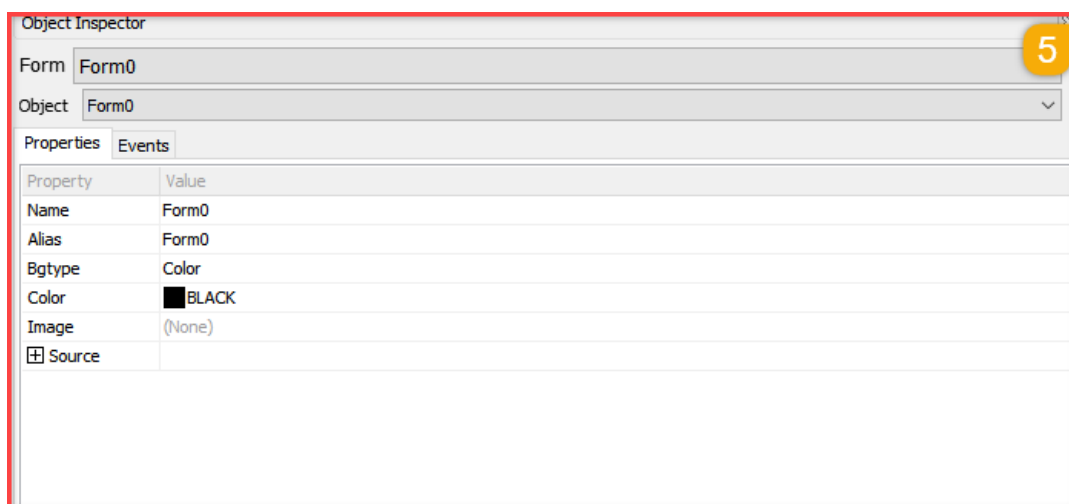 Object Inspector
5
Form Form0
Object Form0
Properties Events
Property Value
Name Form0
Alias Form0
Bgtype Color
Color BLACK
Image (None)
Source